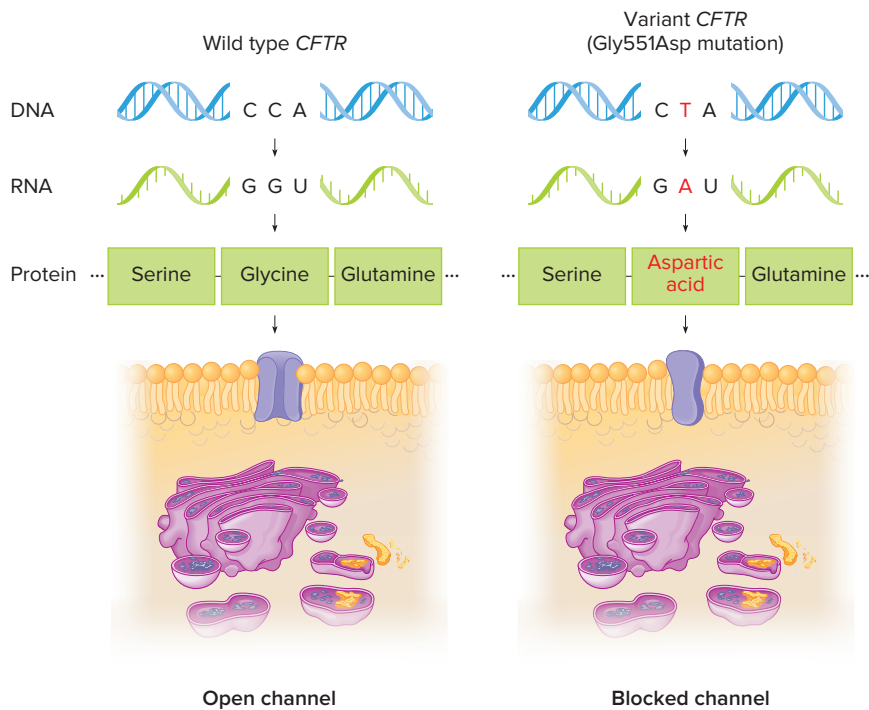 Wild type CFTR
Variant CFTR
(Gly551Asp mutation)
DNA
C C A
C T A
RNA
G G U
G A U
Protein
... Serine Glycine Glutamine ...
... Serine Aspartic acid Glutamine ...
Open channel
Blocked channel